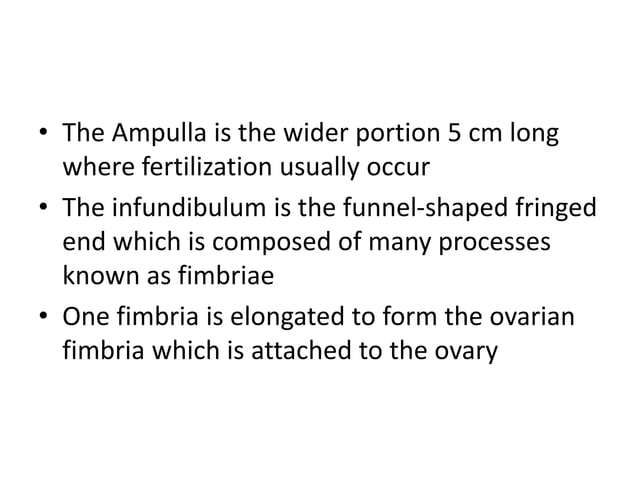 • The Ampulla is the wider portion 5 cm long
where fertilization usually occur
• The infundibulum is the funnel-shaped fringed
end which is composed of many processes
known as fimbriae
• One fimbria is elongated to form the ovarian
fimbria which is attached to the ovary